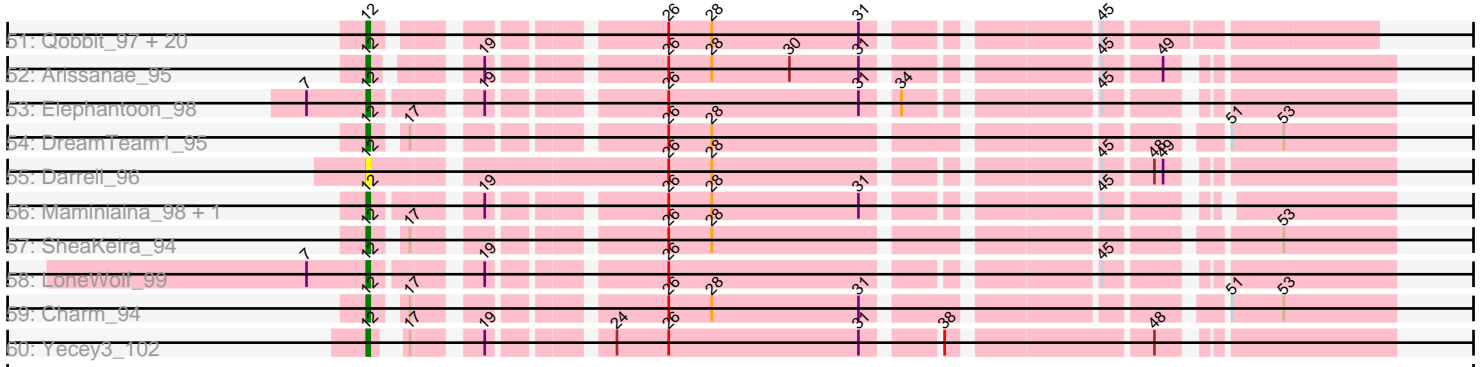 12 26 28 31 45
51: Qobbit_97 + 20
12 19 26 28 30 31 45 49
52: Arissanae_95
7 12 19 26 31 34 45
53: Elephantoon_98
12 17 26 28 51 53
54: DreamTeam1_95
12 26 28 45 48 49
55: Darrell_96
12 19 26 28 31 45
56: Maminiaina_98 + 1
12 17 26 28 53
57: SheaKeira_94
7 12 19 26 45
58: LoneWolf_99
12 17 26 28 31 51 53
59: Charm_94
12 17 19 24 26 31 38 48
60: Yecey3_102